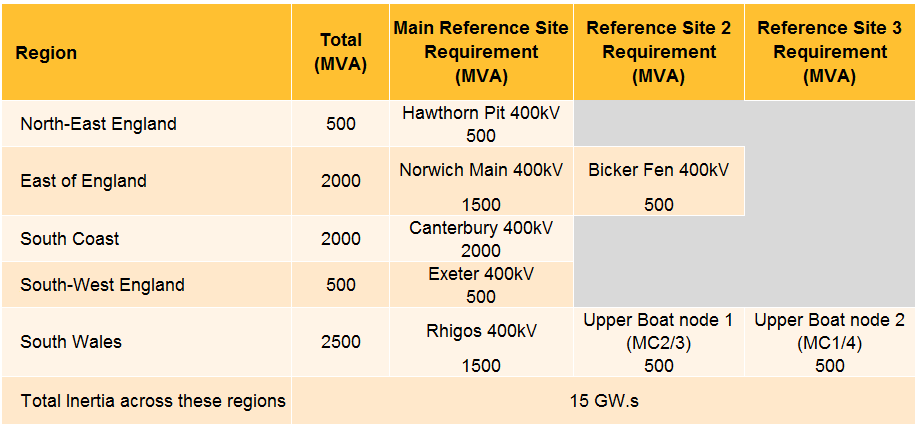 Region
Total
(MVA)
Main Reference Site
Requirement
(MVA)
Reference Site 2
Requirement
(MVA)
Reference Site 3
Requirement
(MVA)
North-East England
500
Hawthorn Pit 400kV
500
East of England
2000
Norwich Main 400kV
1500
Bicker Fen 400kV
500
South Coast
2000
Canterbury 400kV
2000
South-West England
500
Exeter 400kV
500
South Wales
2500
Rhigos 400kV
1500
Upper Boat node 1
(MC2/3)
500
Upper Boat node 2
(MC1/4)
500
Total Inertia across these regions
15 GW.s